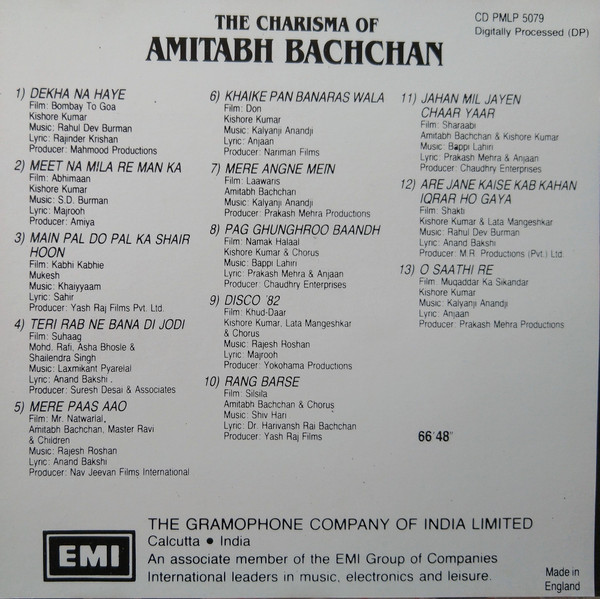 THE CHARISMA OF
AMITABH BACHCHAN
CD PMLP 5079
Digitally Processed (DP)
1) DEKHA NA HAYE
Film: Bombay To Goa
Kishore Kumar
Music: Rahul Dev Burman
Lyric: Rajinder Krishan
Producer: Mahmood Productions
2) MEET NA MILA RE MAN KA
Film: Abhimaan
Kishore Kumar
Music: S.D. Burman
Lyric: Majrooh
Producer: Amiya
3) MAIN PAL DO PAL KA SHAIR
HOON
Film: Kabhi Kabhie
Mukesh
Music: Khaiyyaam
Lyric: Sahir
Producer: Yash Raj Films Pvt. Ltd.
4) TERI RAB NE BANA DI JODI
Film: Suhaag
Mohd. Rafi, Asha Bhosle &
Shailendra Singh
Music: Laxmikant Pyarelal
Lyric: Anand Bakshi
Producer: Suresh Desai & Associates
5) MERE PAAS AAO
Film: Mr. Natwarlal,
Amitabh Bachchan, Master Ravi
& Children
Music: Rajesh Roshan
Lyric: Anand Bakshi
Producer: Nav Jeevan Films International
6) KHAIKE PAN BANARAS WALA
Film: Don
Kishore Kumar
Music: Kalyanji Anandji
Lyric: Anjaan
Producer: Nariman Films
7) MERE ANGNE MEIN
Film: Laawaris
Amitabh Bachchan
Music: Kalyanji Anandji
Producer: Prakash Mehra Productions
8) PAG GHUNGHROO BAANDH
Film: Namak Halaal
Kishore Kumar & Chorus
Music: Bappi Lahiri
Lyric: Prakash Mehra & Anjaan
Producer: Chaudhry Enterprises
9) DISCO '82
Film: Khud-Daar
Kishore Kumar, Lata Mangeshkar
& Chorus
Music: Rajesh Roshan
Lyric: Majrooh
Producer: Yokohama Productions
10) RANG BARSE
Film: Silsila
Amitabh Bachchan & Chorus
Music: Shiv Hari
Lyric: Dr. Harivansh Rai Bachchan
Producer: Yash Raj Films
11) JAHAN MIL JAYEN
CHAAR YAAR
Film: Sharaabi
Amitabh Bachchan & Kishore Kumar
Music: Bappi Lahiri
Lyric: Prakash Mehra & Anjaan
Producer: Chaudhry Enterprises
12) ARE JANE KAISE KAB KAHAN
IQRAR HO GAYA
Film: Shakti
Kishore Kumar & Lata Mangeshkar
Music: Rahul Dev Burman
Lyric: Anand Bakshi
Producer: M.R. Productions (Pvt.) Ltd.
13) O SAATHI RE
Film: Muqaddar Ka Sikandar
Kishore Kumar
Music: Kalyanji Anandji
Lyric: Anjaan
Producer: Prakash Mehra Productions
66'48"
EMI
THE GRAMOPHONE COMPANY OF INDIA LIMITED
Calcutta • India
An associate member of the EMI Group of Companies
International leaders in music, electronics and leisure.
Made in
England